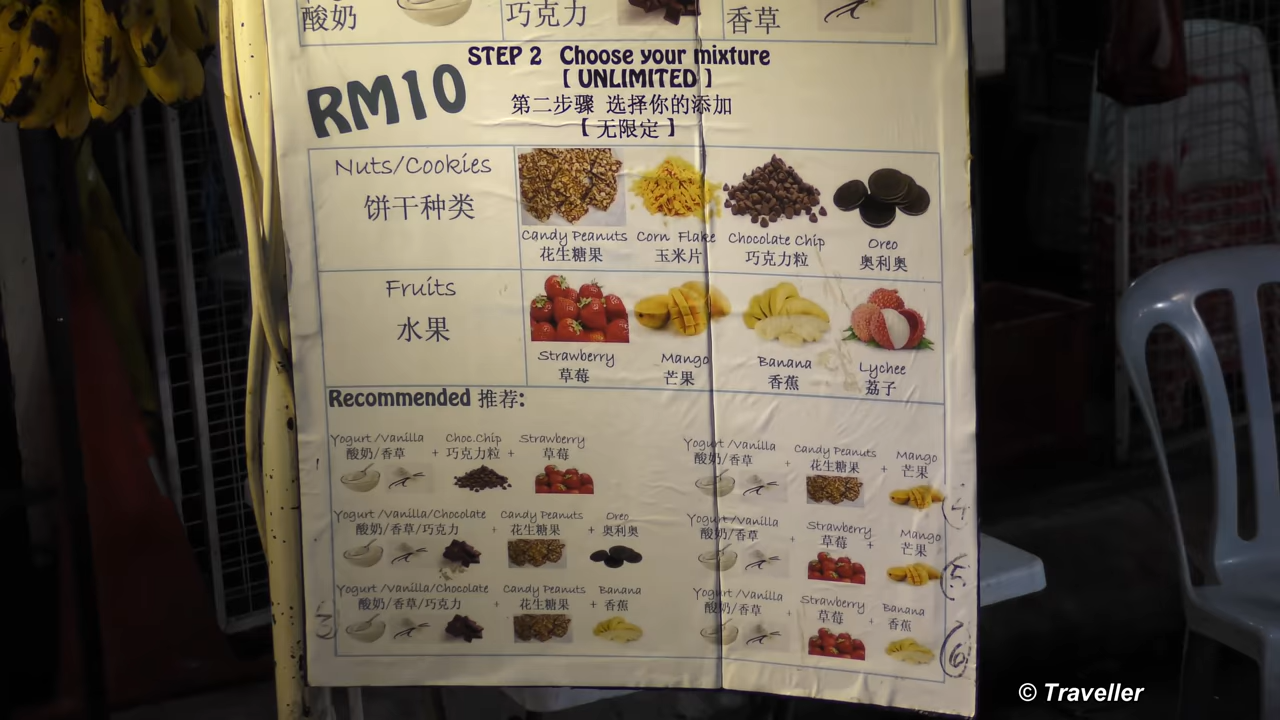 酸奶 巧克力 香草
STEP 2 Choose your mixture
[ UNLIMITED ]
RM10
第二步骤 选择你的添加
【 无限定 】
Nuts/Cookies
饼干种类
Candy Peanuts Corn Flake Chocolate Chip Oreo
花生糖果 玉米片 巧克力粒 奥利奥
Fruits
水果
Strawberry Mango Banana Lychee
草莓 芒果 香蕉 荔子
Recommended 推荐:
Yogurt/Vanilla Choc.Chip Strawberry
酸奶/香草 + 巧克力粒 + 草莓
1
Yogurt/Vanilla Candy Peanuts Mango
酸奶/香草 + 花生糖果 + 芒果
4
Yogurt/Vanilla/Chocolate Candy Peanuts Oreo
酸奶/香草/巧克力 + 花生糖果 + 奥利奥
Yogurt/Vanilla Strawberry Mango
酸奶/香草 + 草莓 + 芒果
5
Yogurt/Vanilla/Chocolate Candy Peanuts Banana
酸奶/香草/巧克力 + 花生糖果 + 香蕉
3
Yogurt/Vanilla Strawberry Banana
酸奶/香草 + 草莓 + 香蕉
6
© Traveller